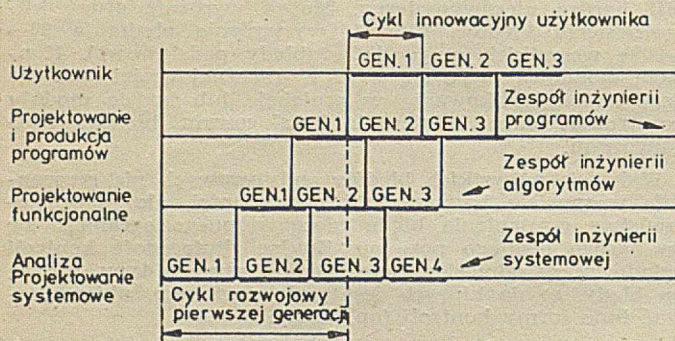 Cykl innowacyjny użytkownika
GEN.1 GEN.2 GEN.3
Użytkownik
Projektowanie i produkcja programów
GEN.1 GEN.2 GEN.3
Zespół inżynierii programów
Projektowanie funkcjonalne
GEN.1 GEN.2 GEN.3
Zespół inżynierii algorytmów
Analiza Projektowanie systemowe
GEN.1 GEN.2 GEN.3 GEN.4
Zespół inżynierii systemowej
Cykl rozwojowy pierwszej generacji